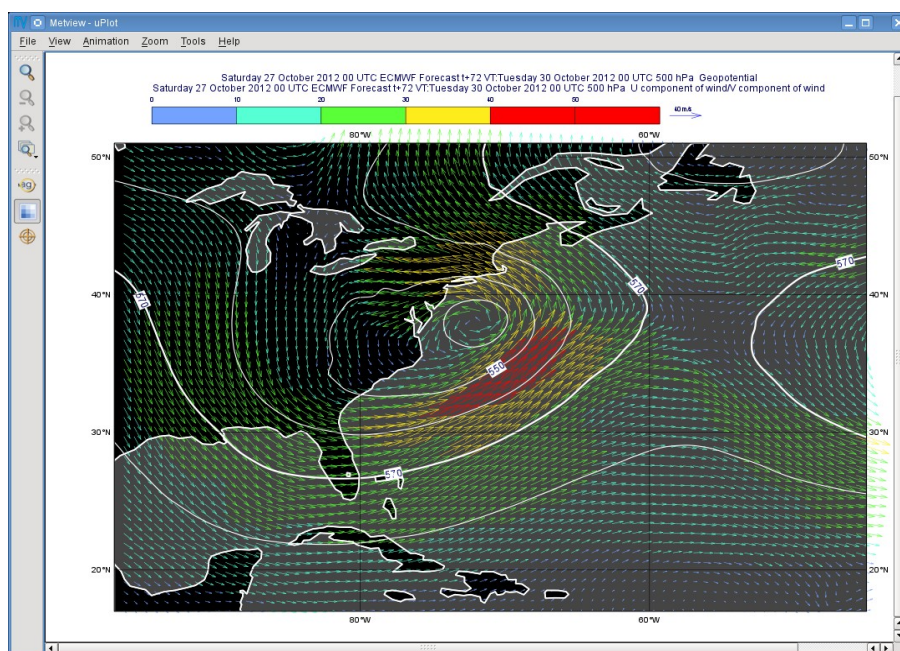 Metview - uPlot
File View Animation Zoom Tools Help
Saturday 27 October 2012 00 UTC ECMWF Forecast t+72 VT:Tuesday 30 October 2012 00 UTC 500 hPa Geopotential
Saturday 27 October 2012 00 UTC ECMWF Forecast t+72 VT:Tuesday 30 October 2012 00 UTC 500 hPa U component of wind/V component of wind
0 10 20 30 40 50
80°W 60°W
50°N 50°N
570
40°N 570 570 40°N
550
30°N 30°N
570
20°N 20°N
80°W 60°W